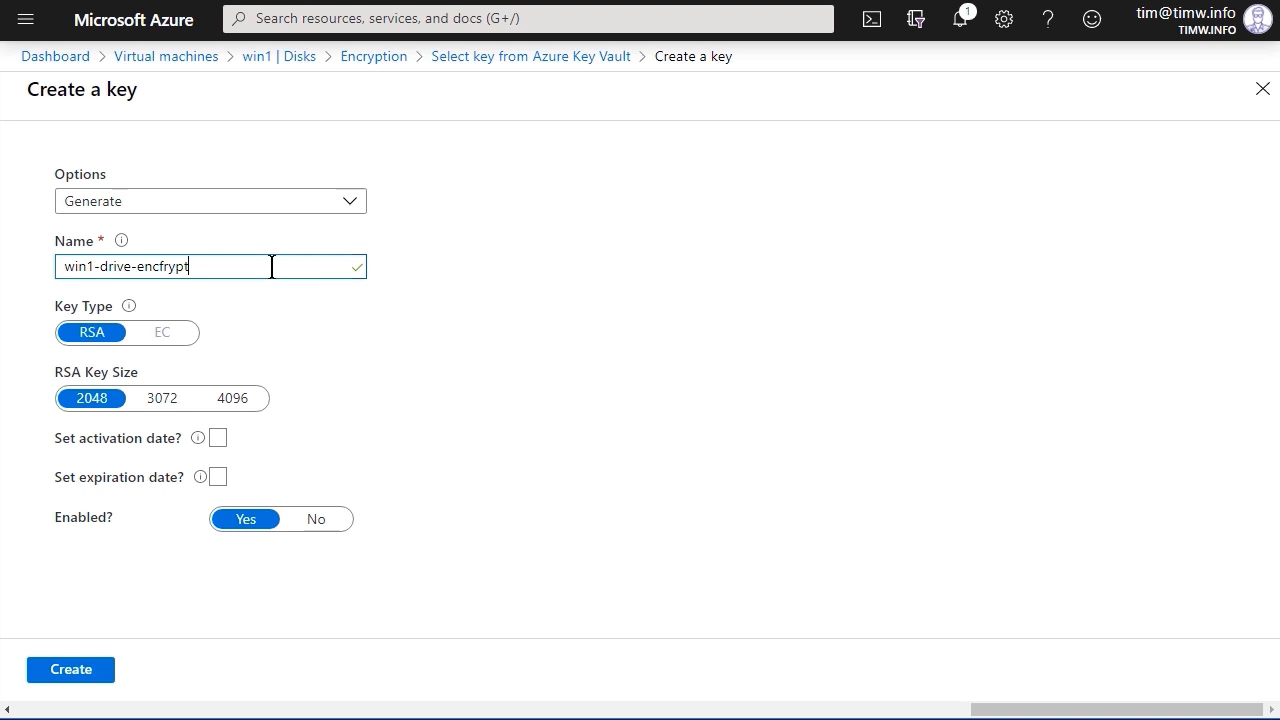 Microsoft Azure
Search resources, services, and docs (G+/)
1
tim@timw.info
TIMW.INFO
Dashboard > Virtual machines > win1 | Disks > Encryption > Select key from Azure Key Vault > Create a key
Create a key
Options
Generate
Name *
win1-drive-encfrypt
Key Type
RSA EC
RSA Key Size
2048 3072 4096
Set activation date?
Set expiration date?
Enabled?
Yes No
Create